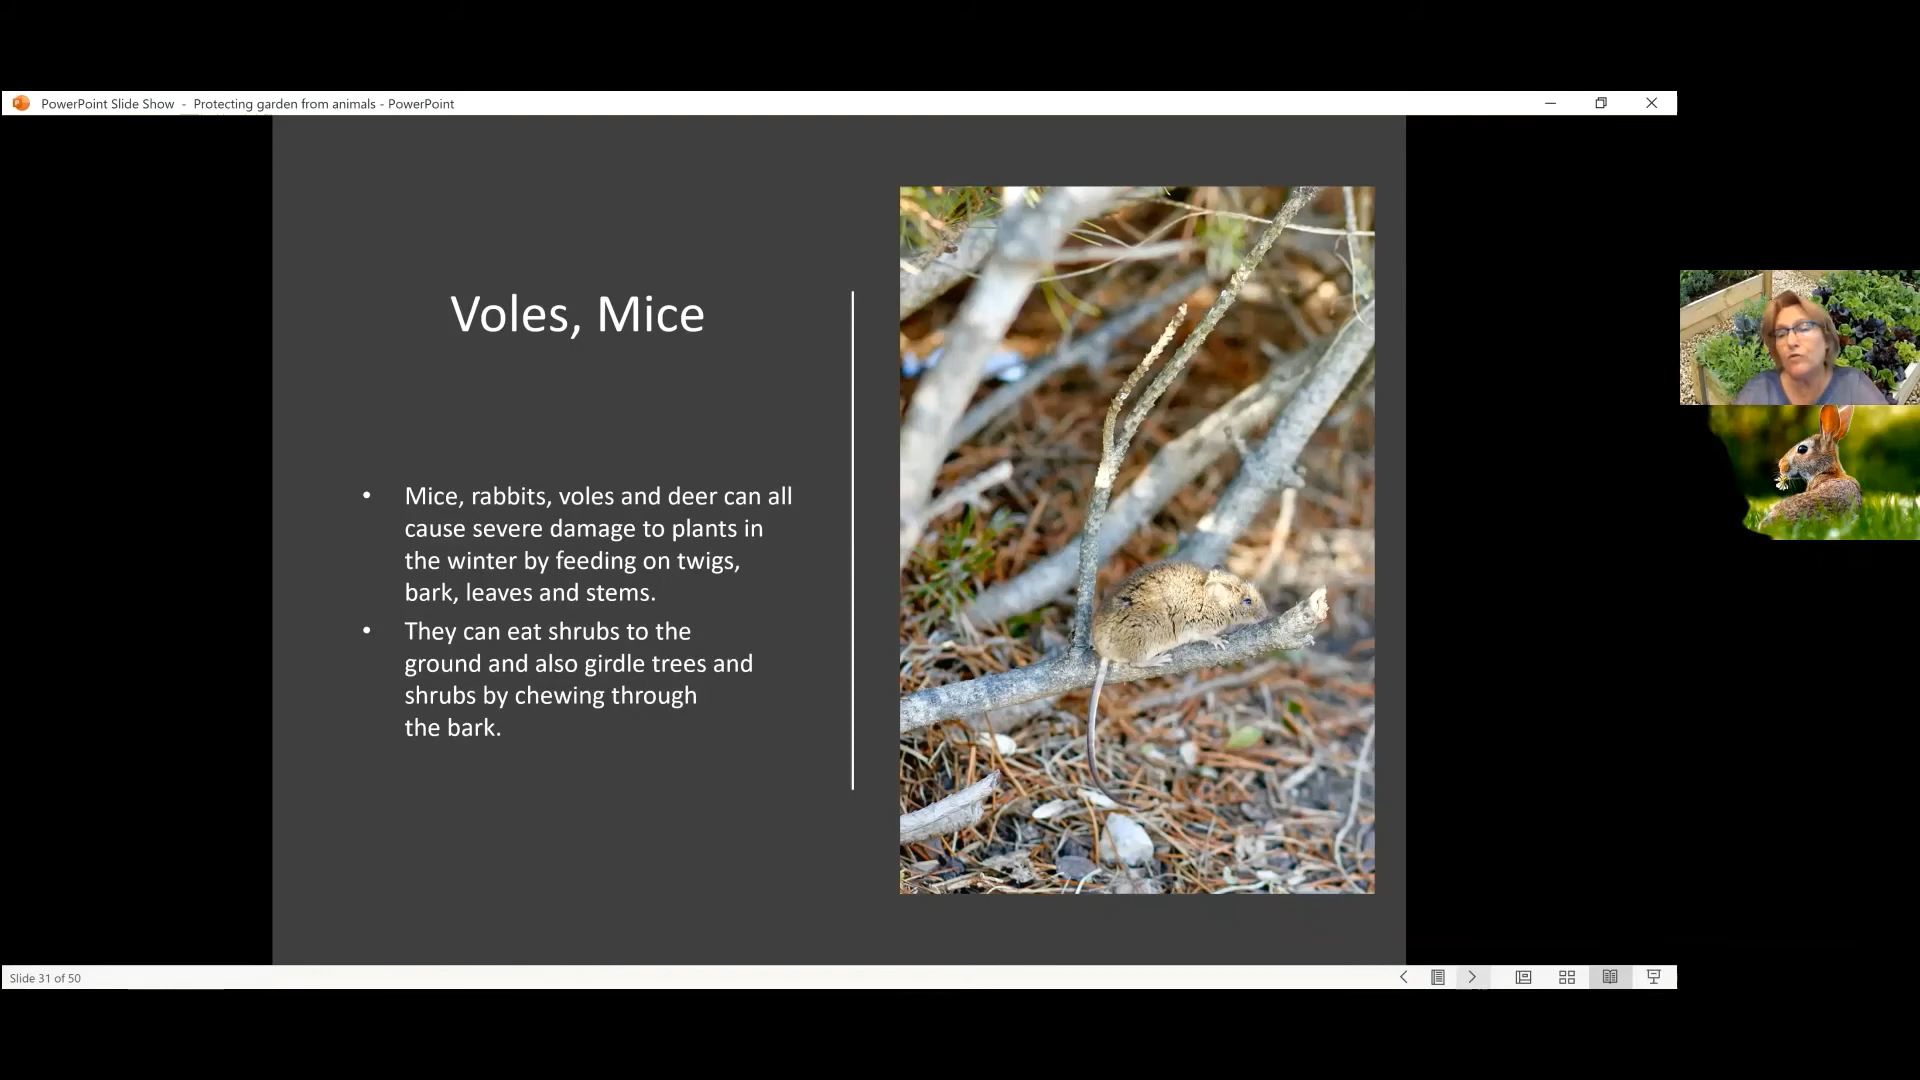 PowerPoint Slide Show - Protecting garden from animals - PowerPoint
Voles, Mice
• Mice, rabbits, voles and deer can all
cause severe damage to plants in
the winter by feeding on twigs,
bark, leaves and stems.
• They can eat shrubs to the
ground and also girdle trees and
shrubs by chewing through
the bark.
Slide 31 of 50